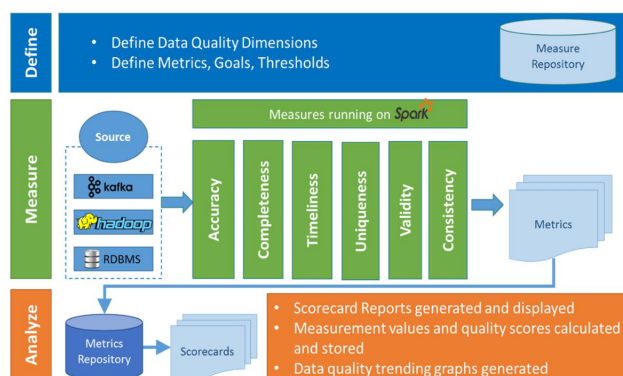 Define
• Define Data Quality Dimensions
• Define Metrics, Goals, Thresholds
Measure
Repository
Measure
Measures running on Spark
Source
kafka
hadoop
RDBMS
Accuracy
Completeness
Timeliness
Uniqueness
Validity
Consistency
Metrics
Analyze
Metrics
Repository
Scorecards
• Scorecard Reports generated and displayed
• Measurement values and quality scores calculated
and stored
• Data quality trending graphs generated